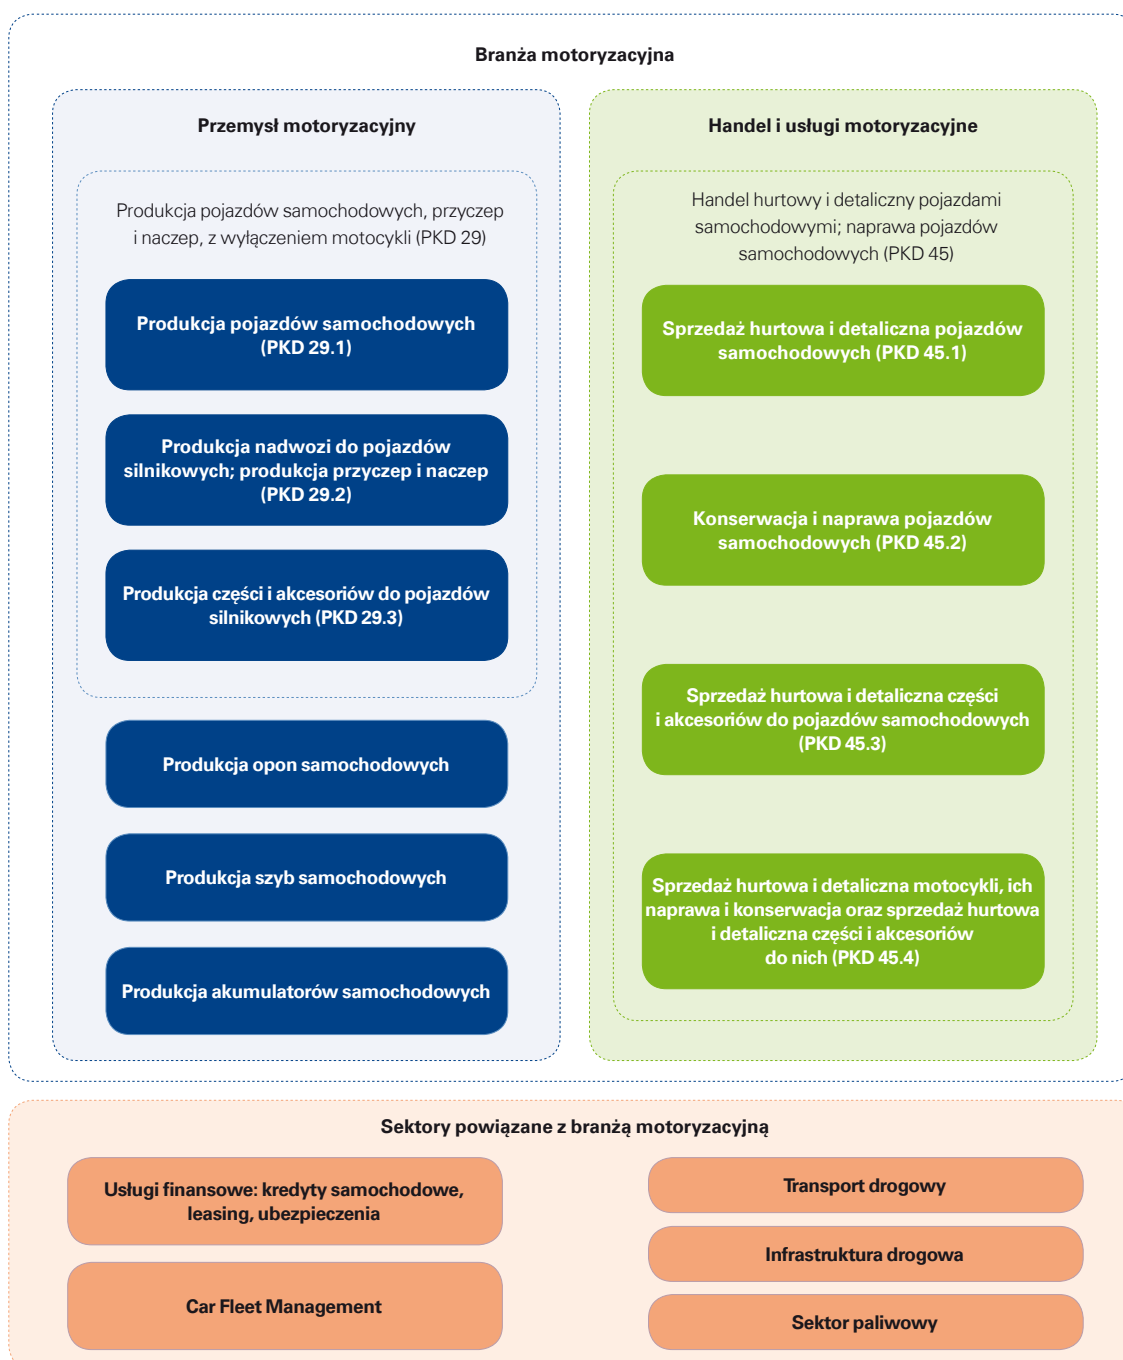 Branża motoryzacyjna
Przemysł motoryzacyjny
Produkcja pojazdów samochodowych, przyczep
i naczep, z wyłączeniem motocykli (PKD 29)
Produkcja pojazdów samochodowych
(PKD 29.1)
Produkcja nadwozi do pojazdów
silnikowych; produkcja przyczep i naczep
(PKD 29.2)
Produkcja części i akcesoriów do pojazdów
silnikowych (PKD 29.3)
Produkcja opon samochodowych
Produkcja szyb samochodowych
Produkcja akumulatorów samochodowych
Handel i usługi motoryzacyjne
Handel hurtowy i detaliczny pojazdami
samochodowymi; naprawa pojazdów
samochodowych (PKD 45)
Sprzedaż hurtowa i detaliczna pojazdów
samochodowych (PKD 45.1)
Konserwacja i naprawa pojazdów
samochodowych (PKD 45.2)
Sprzedaż hurtowa i detaliczna części
i akcesoriów do pojazdów samochodowych
(PKD 45.3)
Sprzedaż hurtowa i detaliczna motocykli, ich
naprawa i konserwacja oraz sprzedaż hurtowa
i detaliczna części i akcesoriów
do nich (PKD 45.4)
Sektory powiązane z branżą motoryzacyjną
Usługi finansowe: kredyty samochodowe,
leasing, ubezpieczenia
Car Fleet Management
Transport drogowy
Infrastruktura drogowa
Sektor paliwowy